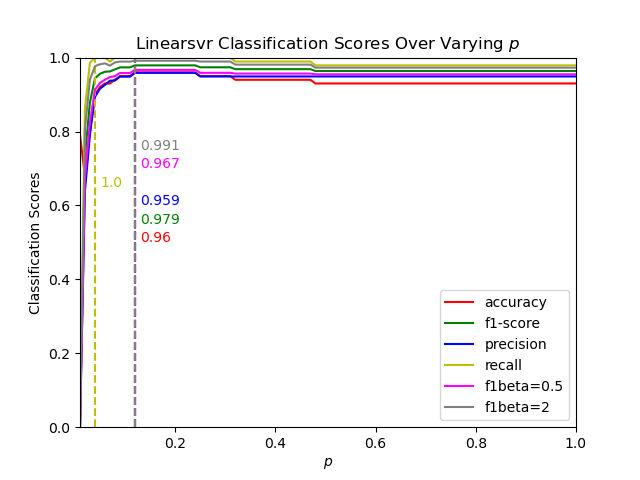 Linearsvr Classification Scores Over Varying p
Classification Scores
1.0
0.8
0.6
0.4
0.2
0.0
0.991
0.967
1.0
0.959
0.979
0.96
accuracy
f1-score
precision
recall
f1beta=0.5
f1beta=2
0.2
0.4
0.6
0.8
1.0
p